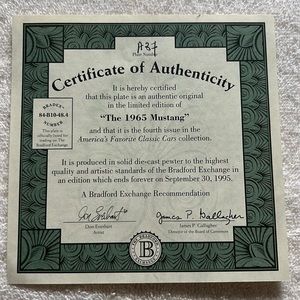 A37
Plate Number
Certificate of Authenticity
It is hereby certified
that this plate is an authentic original
in the limited edition of
"The 1965 Mustang"
and that it is the fourth issue in the
America's Favorite Classic Cars collection.
BRADEX-
84-B10-48.4
NUMBER
This plate is
officially listed for
trading on The
Bradford Exchange
It is produced in solid die-cast pewter to the highest
quality and artistic standards of the Bradford Exchange in
an edition which ends forever on September 30, 1995.
A Bradford Exchange Recommendation
Don Everhart
Don Everhart
Artist
James P. Gallagher
James P. Gallagher
Director of the Board of Governors
B